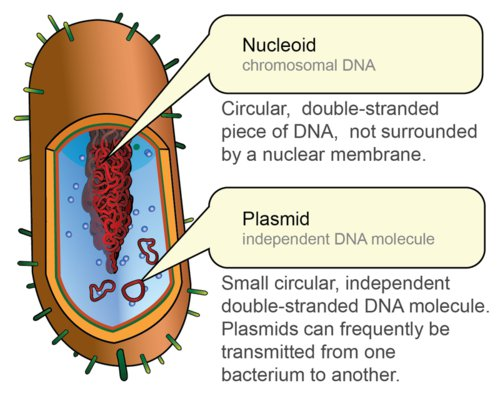 Nucleoid
chromosomal DNA
Circular, double-stranded
piece of DNA, not surrounded
by a nuclear membrane.
Plasmid
independent DNA molecule
Small circular, independent
double-stranded DNA molecule.
Plasmids can frequently be
transmitted from one
bacterium to another.